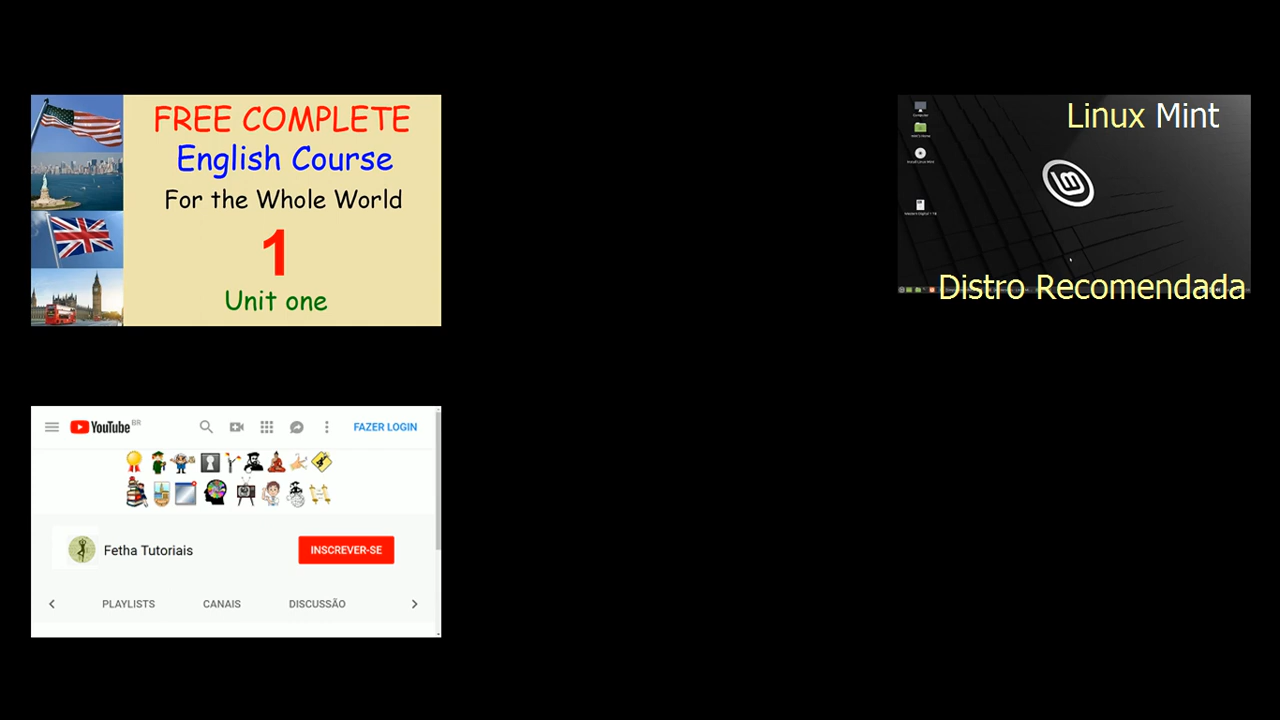 FREE COMPLETE
English Course
For the Whole World
1
Unit one
Linux Mint
Distro Recomendada
YouTube BR
FAZER LOGIN
Fetha Tutoriais
INSCREVER-SE
PLAYLISTS CANAIS DISCUSSÃO